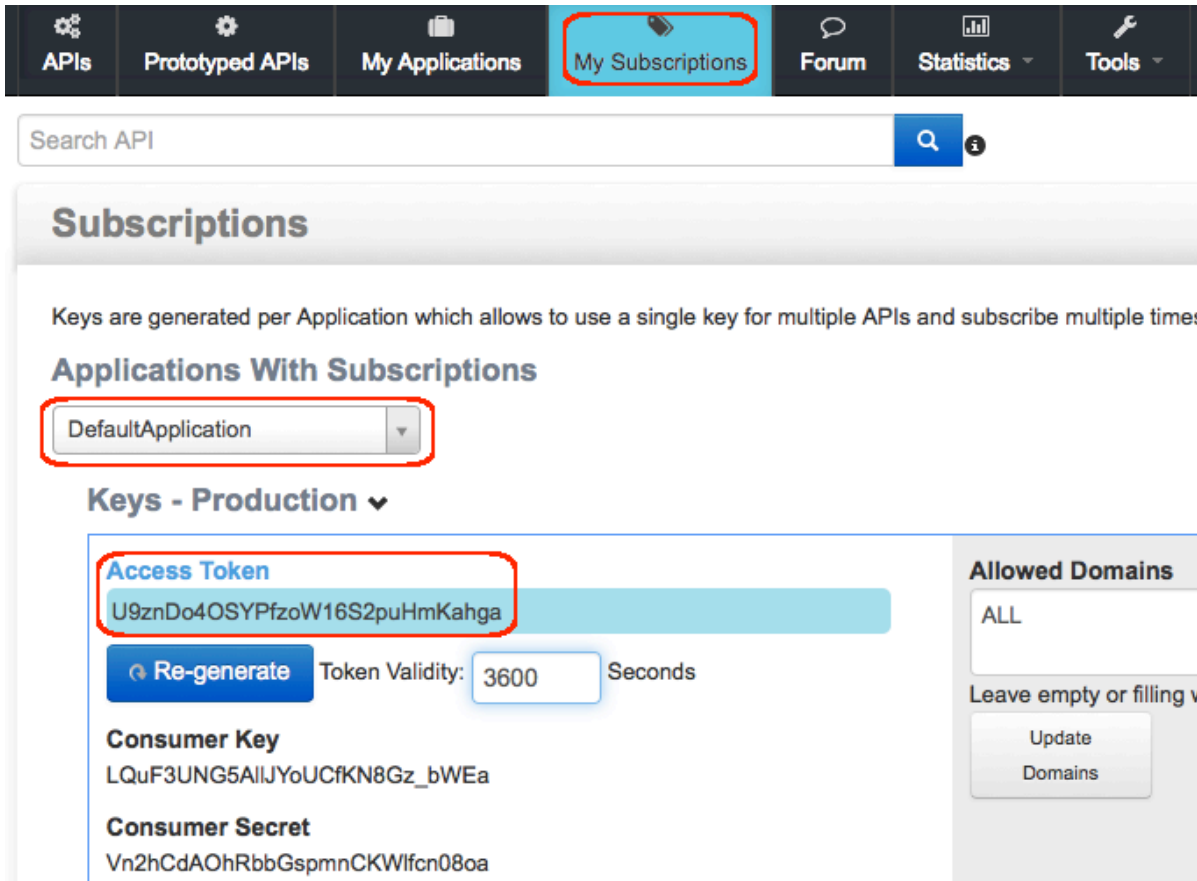 APIs Prototyped APIs My Applications My Subscriptions Forum Statistics Tools
Search API
Subscriptions
Keys are generated per Application which allows to use a single key for multiple APIs and subscribe multiple times
Applications With Subscriptions
DefaultApplication
Keys - Production
Access Token
U9znDo4OSYPfzoW16S2puHmKahga
Re-generate Token Validity: 3600 Seconds
Consumer Key
LQuF3UNG5AllJYoUCfKN8Gz_bWEa
Consumer Secret
Vn2hCdAOhRbbGspmnCKWlfcn08oa
Allowed Domains
ALL
Leave empty or filling
Update
Domains